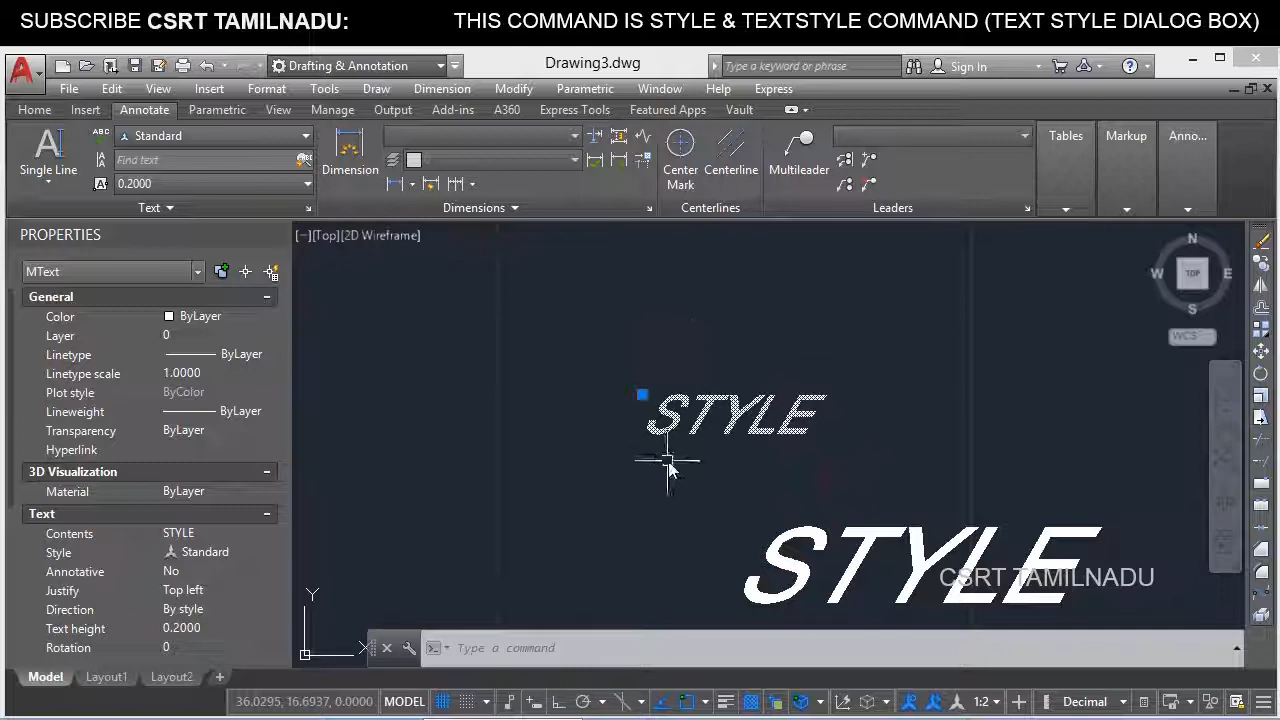 SUBSCRIBE CSRT TAMILNADU: THIS COMMAND IS STYLE & TEXTSTYLE COMMAND (TEXT STYLE DIALOG BOX)
Drafting & Annotation Drawing3.dwg Type a keyword or phrase Sign In
File Edit View Insert Format Tools Draw Dimension Modify Parametric Window Help Express
Home Insert Annotate Parametric View Manage Output Add-ins A360 Express Tools Featured Apps Vault
Standard
Find text
0.2000
Single Line
Dimension
Center Mark
Centerline
Multileader
Tables
Markup
Anno...
Text Dimensions Centerlines Leaders
PROPERTIES
MText
General
Color ByLayer
Layer 0
Linetype ByLayer
Linetype scale 1.0000
Plot style ByColor
Lineweight ByLayer
Transparency ByLayer
Hyperlink
3D Visualization
Material ByLayer
Text
Contents STYLE
Style Standard
Annotative No
Justify Top left
Direction By style
Text height 0.2000
Rotation 0
[−][Top][2D Wireframe]
N
W TOP E
S
WCS
STYLE
STYLE
CSRT TAMILNADU
Y
X
Type a command
Model Layout1 Layout2 +
36.0295, 16.6937, 0.0000 MODEL 1:2 Decimal